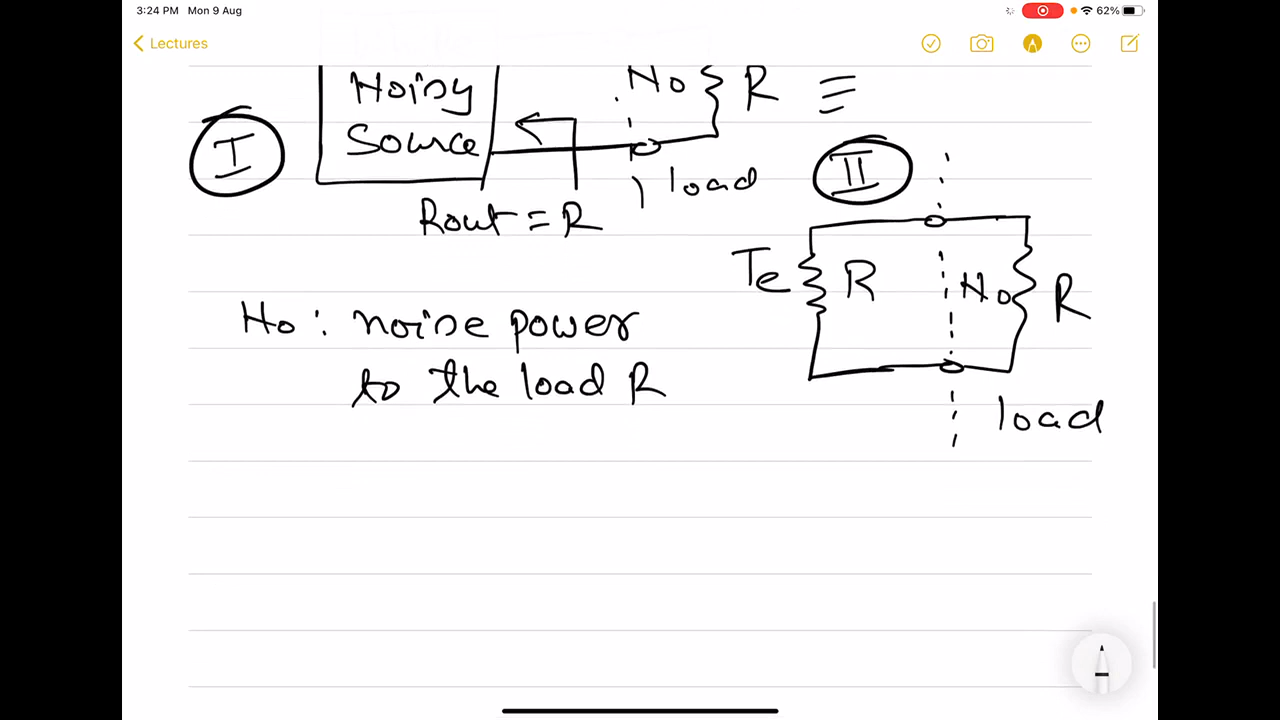 3:24 PM Mon 9 Aug
62%
Lectures
Noisy
Source
No
R
≡
I
load
Rout = R
II
Te
R
No
R
No : noise power
to the load R
load